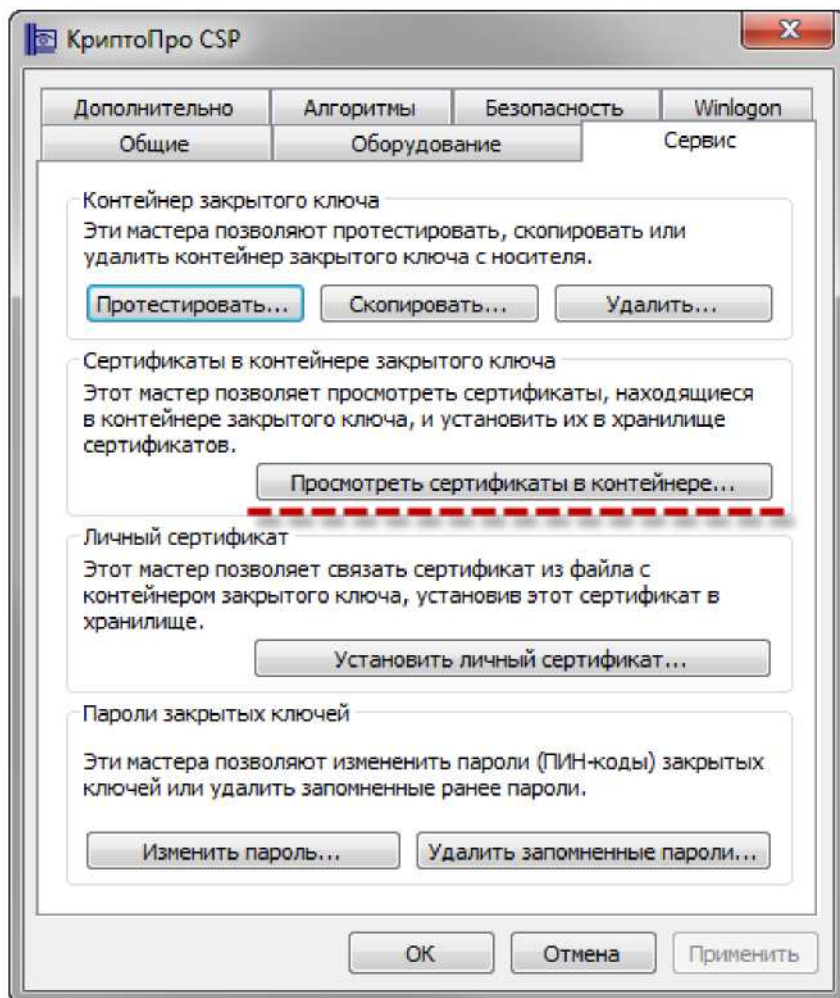 КриптоПро CSP
Дополнительно Алгоритмы Безопасность Winlogon
Общие Оборудование Сервис
Контейнер закрытого ключа
Эти мастера позволяют протестировать, скопировать или
удалить контейнер закрытого ключа с носителя.
Протестировать... Скопировать... Удалить...
Сертификаты в контейнере закрытого ключа
Этот мастер позволяет просмотреть сертификаты, находящиеся
в контейнере закрытого ключа, и установить их в хранилище
сертификатов.
Просмотреть сертификаты в контейнере...
Личный сертификат
Этот мастер позволяет связать сертификат из файла с
контейнером закрытого ключа, установив этот сертификат в
хранилище.
Установить личный сертификат...
Пароли закрытых ключей
Эти мастера позволяют измененить пароли (ПИН-коды) закрытых
ключей или удалить запомненные ранее пароли.
Изменить пароль... Удалить запомненные пароли...
ОК Отмена Применить